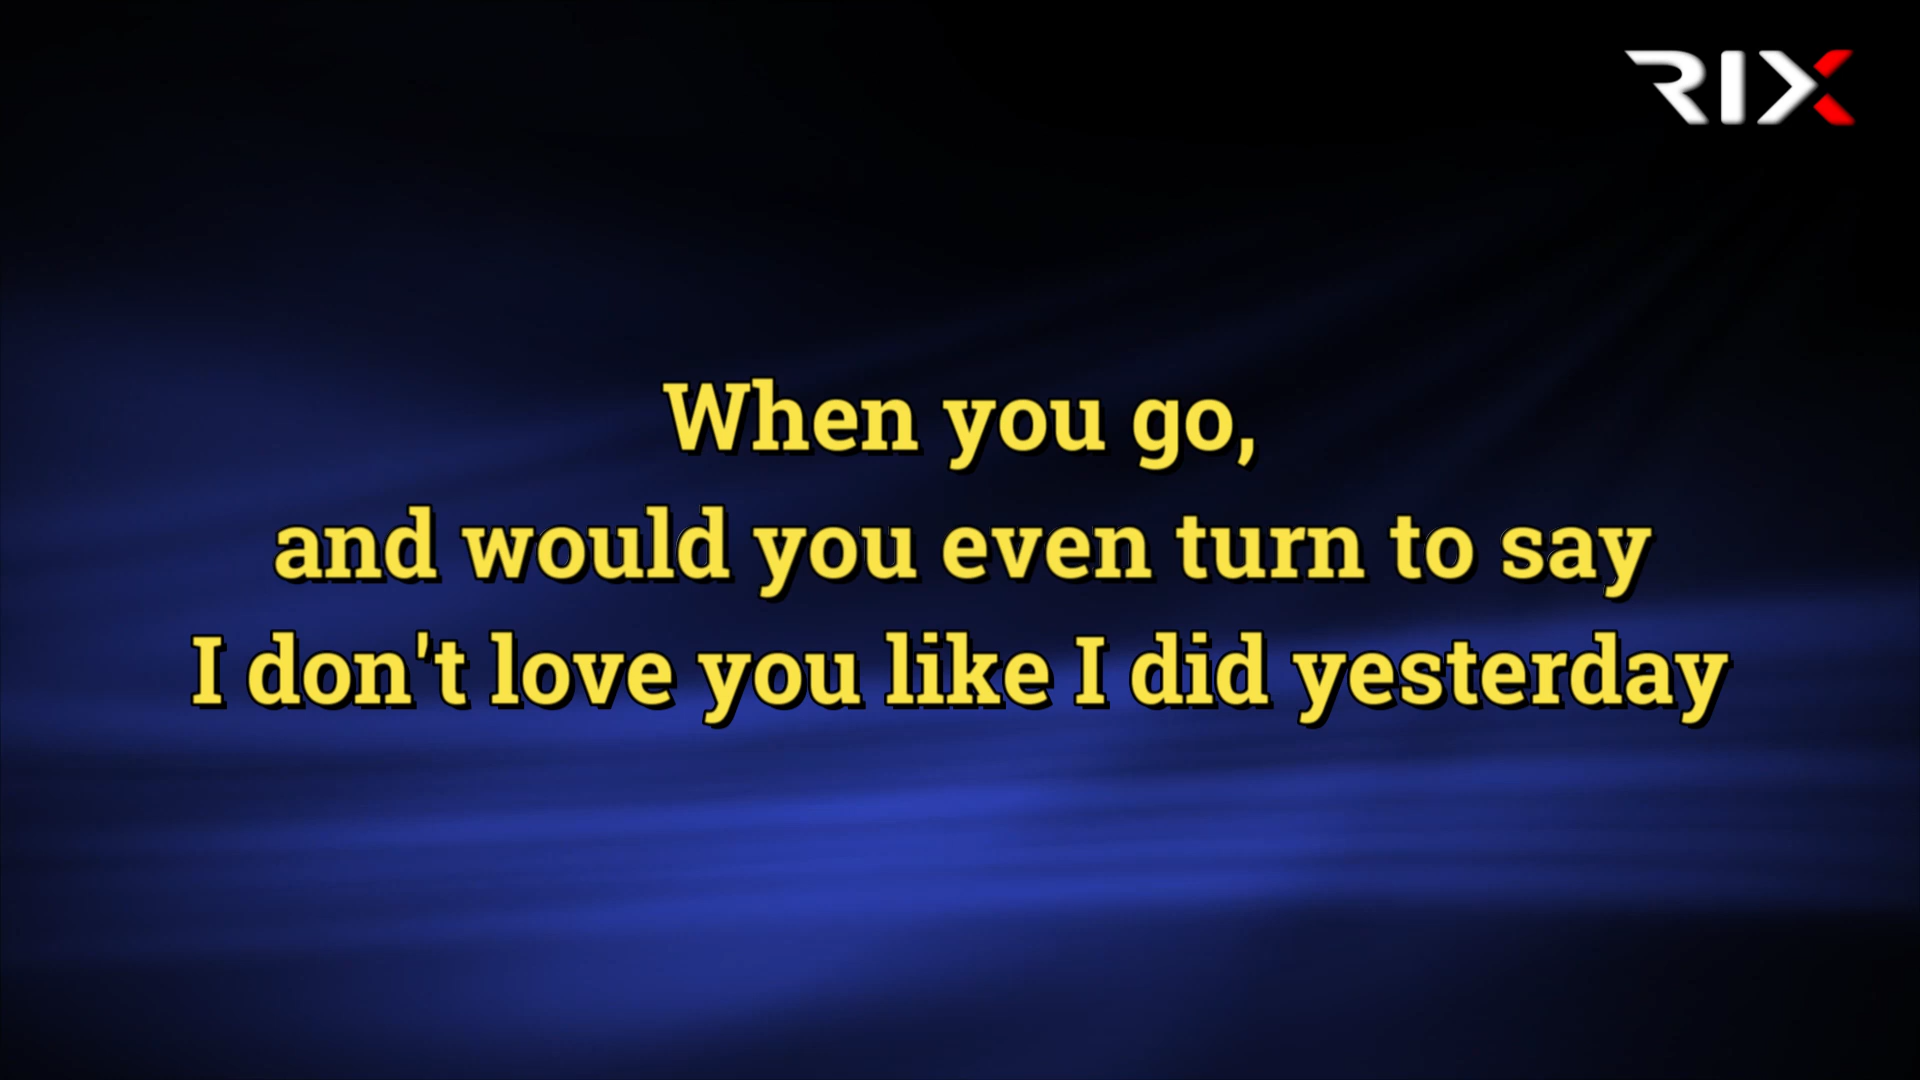 RIX
When you go,
and would you even turn to say
I don't love you like I did yesterday